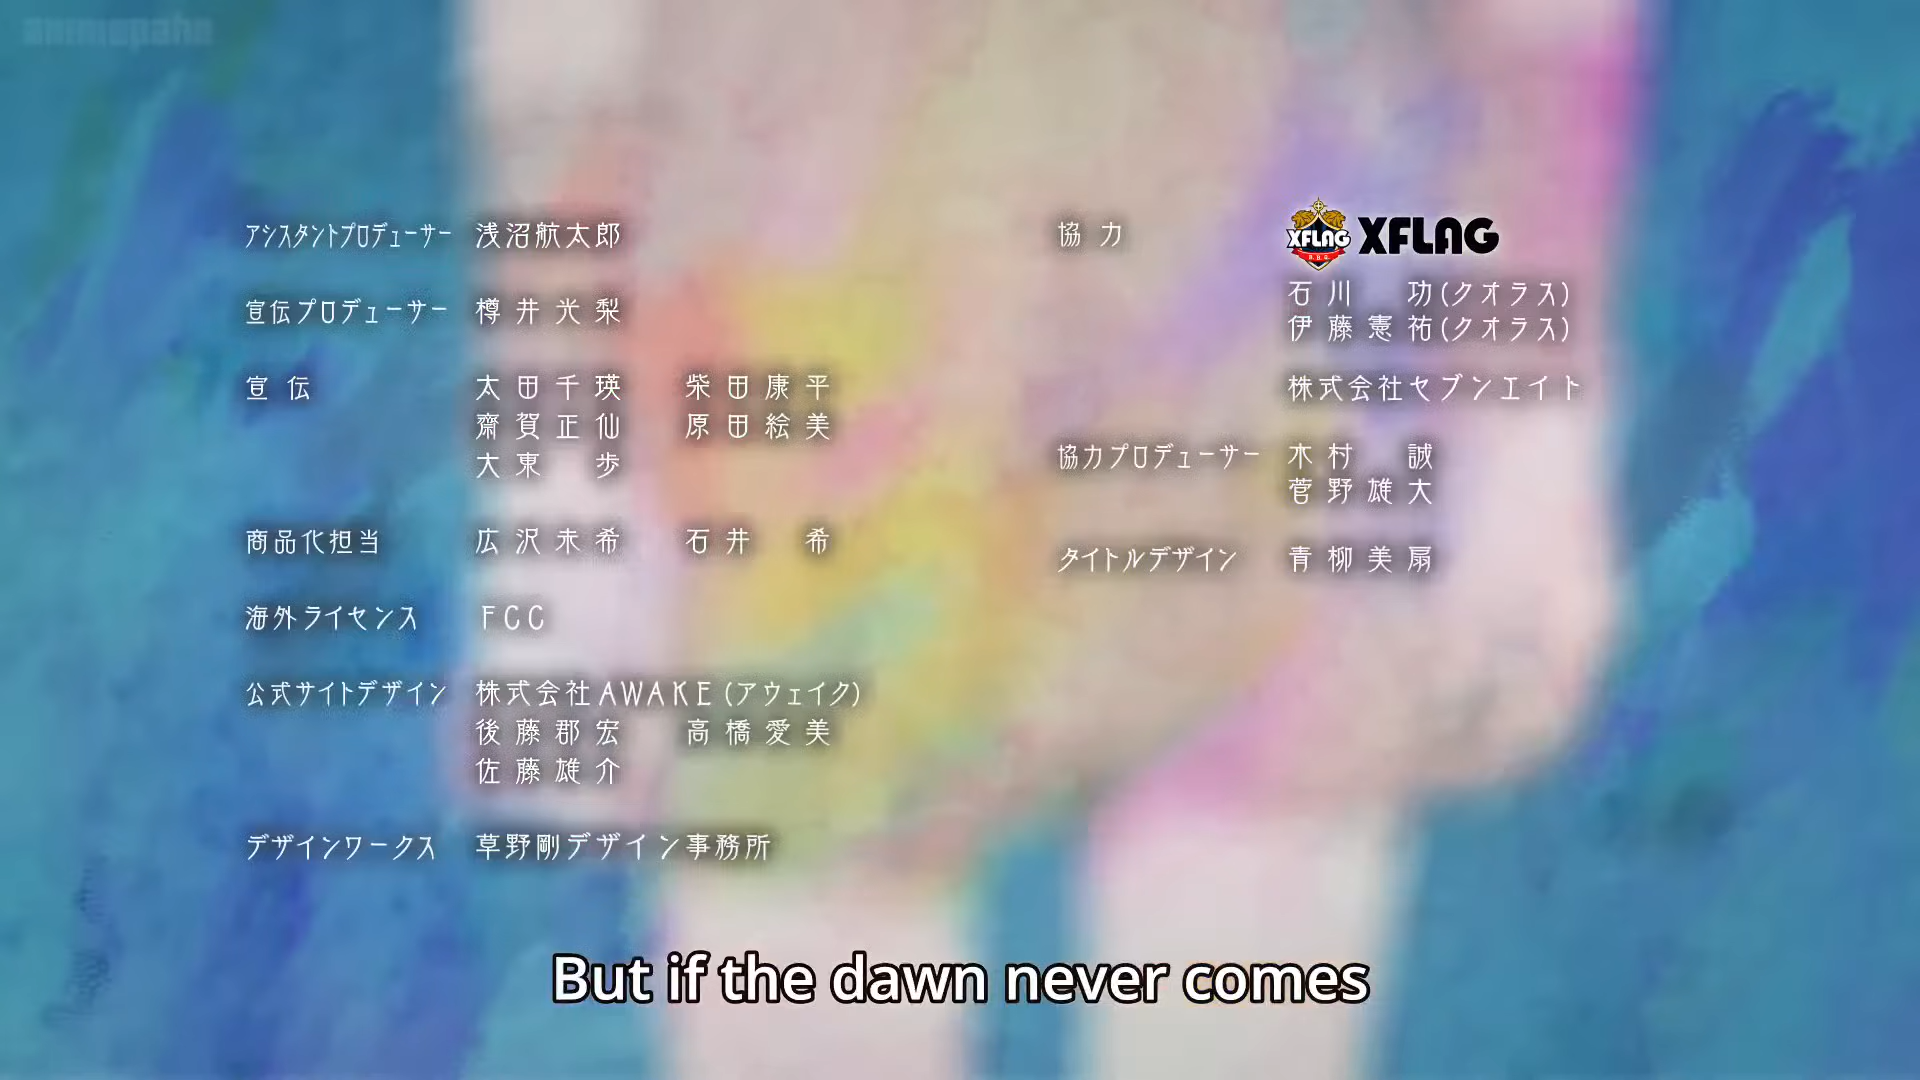 animepahe
アシスタントプロデューサー 浅沼航太郎
宣伝プロデューサー 樽井光梨
宣伝 太田千瑛 柴田康平
齋賀正仙 原田絵美
大東 歩
商品化担当 広沢未希 石井 希
海外ライセンス FCC
公式サイトデザイン 株式会社AWAKE(アウェイク)
後藤郡宏 高橋愛美
佐藤雄介
デザインワークス 草野剛デザイン事務所
協力 XFLAG XFLAG
石川 功(クオラス)
伊藤憲祐(クオラス)
株式会社セブンエイト
協力プロデューサー 木村 誠
菅野雄大
タイトルデザイン 青柳美扇
But if the dawn never comes